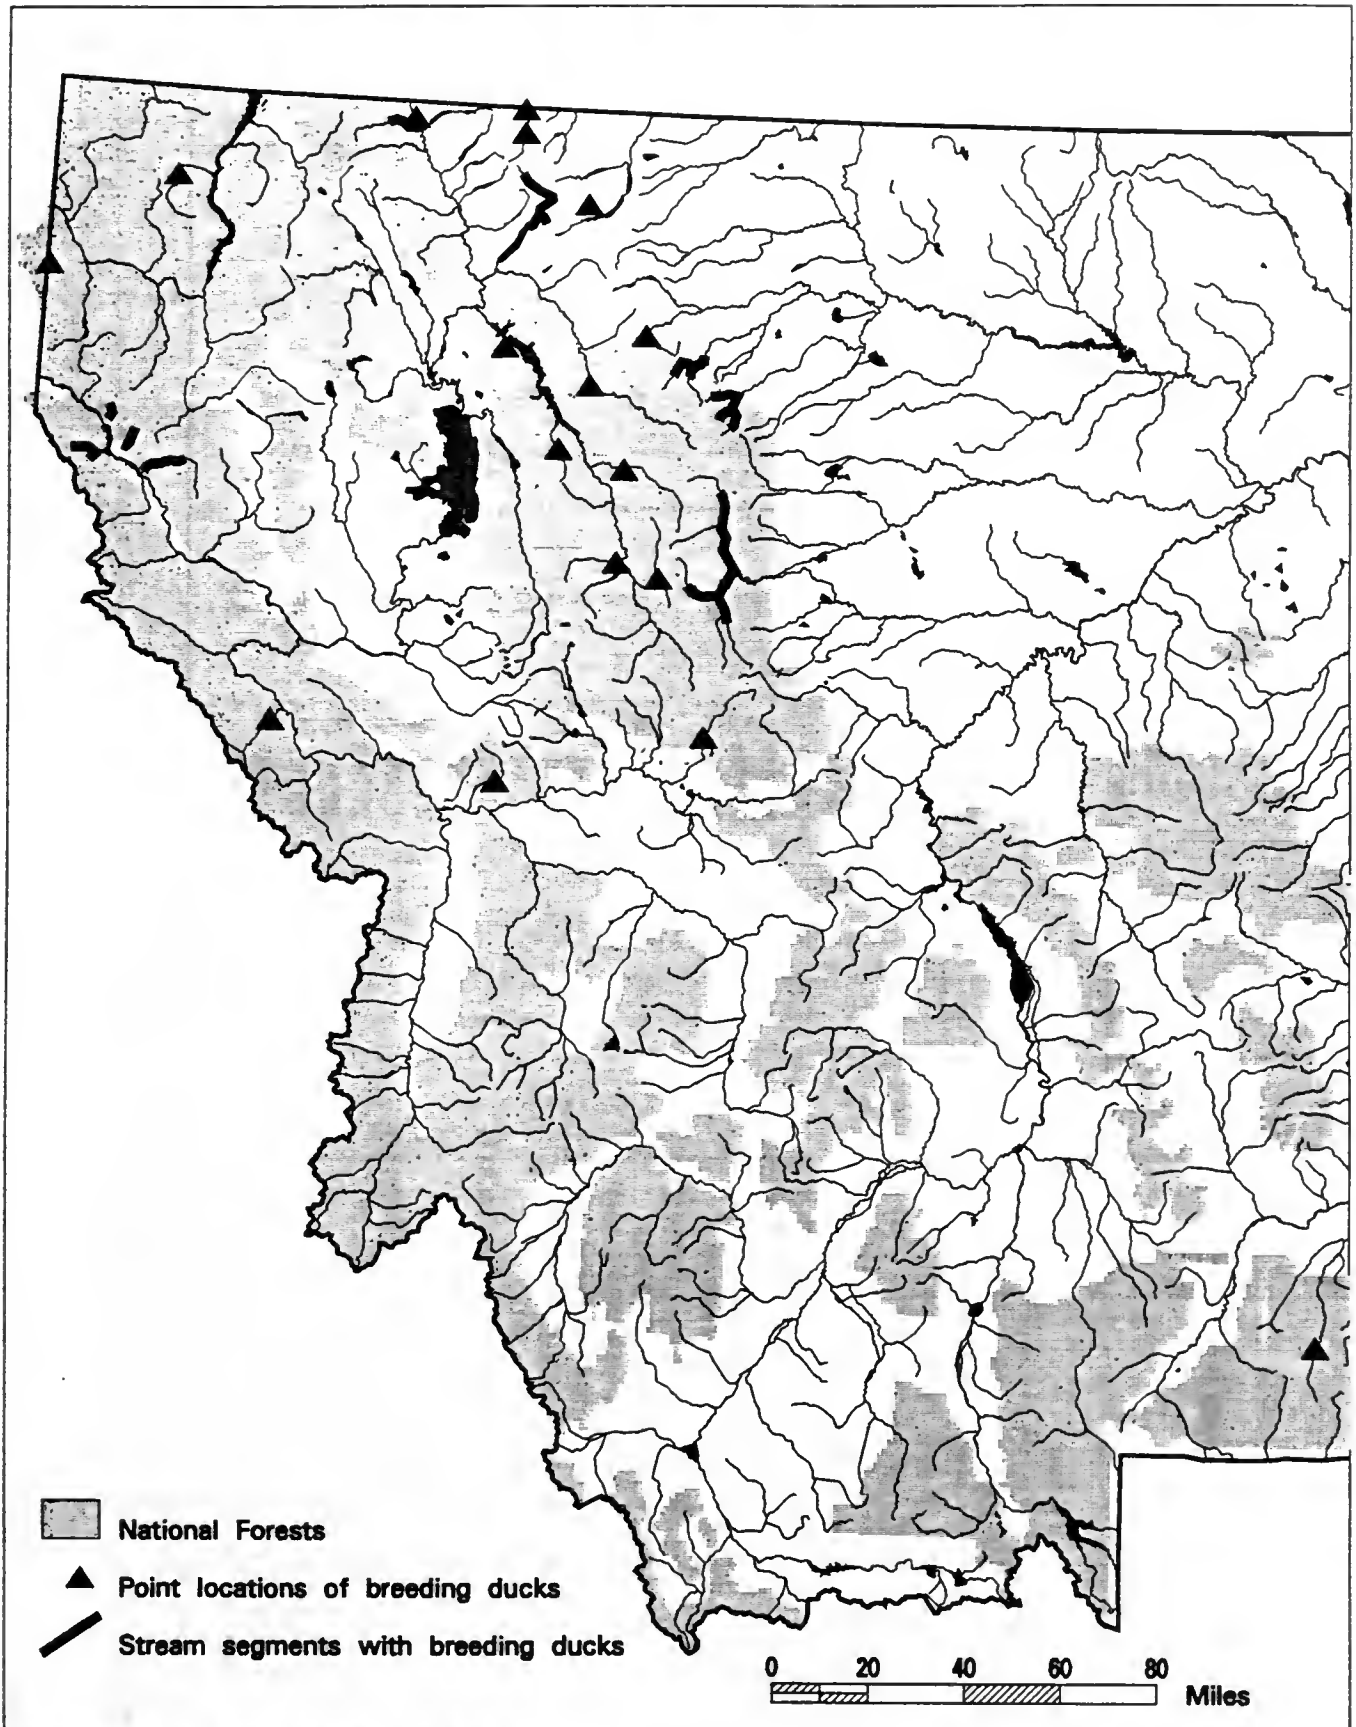 National Forests
Point locations of breeding ducks
Stream segments with breeding ducks
0 20 40 60 80
Miles